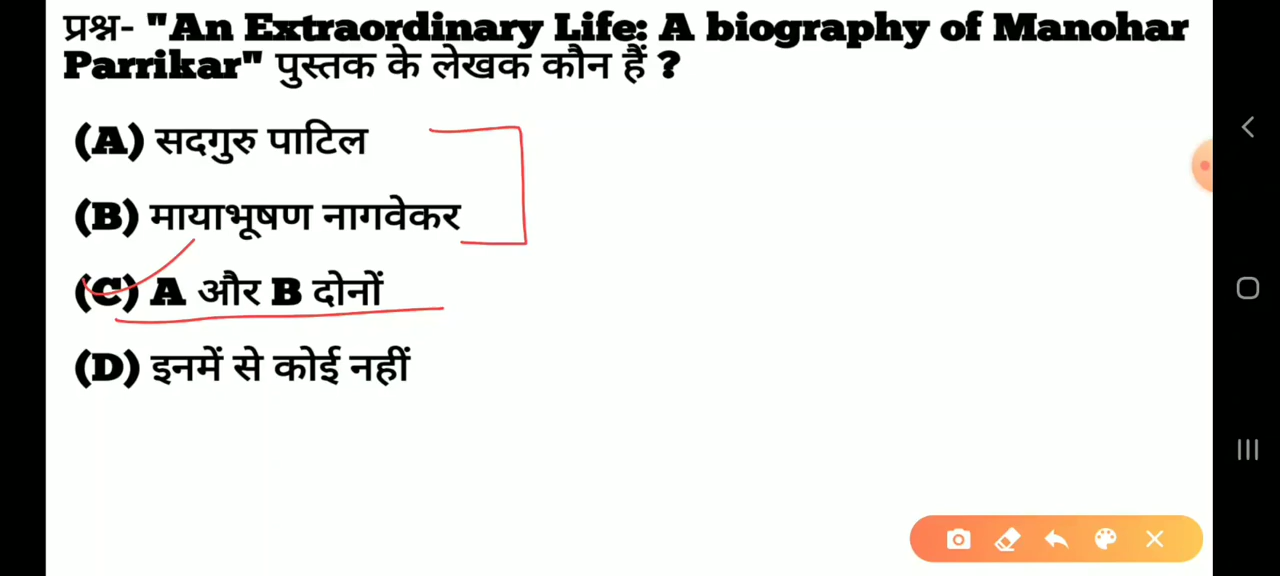 प्रश्न- "An Extraordinary Life: A biography of Manohar
Parrikar" पुस्तक के लेखक कौन हैं ?
(A) सदगुरु पाटिल
(B) मायाभूषण नागवेकर
(C) A और B दोनों
(D) इनमें से कोई नहीं